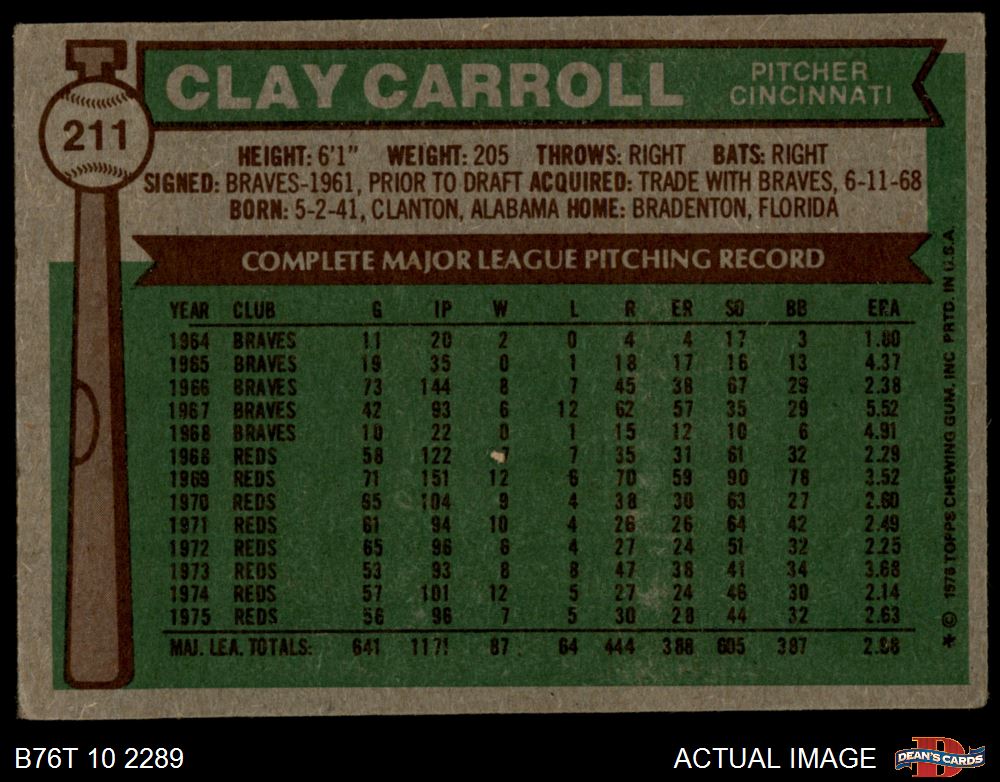 211
CLAY CARROLL
PITCHER
CINCINNATI
HEIGHT: 6'1" WEIGHT: 205 THROWS: RIGHT BATS: RIGHT
SIGNED: BRAVES-1961, PRIOR TO DRAFT ACQUIRED: TRADE WITH BRAVES, 6-11-68
BORN: 5-2-41, CLANTON, ALABAMA HOME: BRADENTON, FLORIDA
COMPLETE MAJOR LEAGUE PITCHING RECORD
YEAR CLUB G IP W L R ER SO BB ERA
1964 BRAVES 11 20 2 0 4 4 17 3 1.80
1965 BRAVES 19 35 0 1 18 17 16 13 4.37
1966 BRAVES 73 144 8 7 45 38 67 29 2.38
1967 BRAVES 42 93 6 12 62 57 35 29 5.52
1968 BRAVES 10 22 0 1 15 12 10 6 4.91
1968 REDS 58 122 7 7 35 31 61 32 2.29
1969 REDS 71 151 12 6 70 59 90 78 3.52
1970 REDS 65 104 9 4 38 30 63 27 2.60
1971 REDS 61 94 10 4 26 26 64 42 2.49
1972 REDS 65 96 6 4 27 24 51 32 2.25
1973 REDS 53 93 8 8 47 38 41 34 3.68
1974 REDS 57 101 12 5 27 24 46 30 2.14
1975 REDS 56 96 7 5 30 28 44 32 2.63
MAJ. LEA. TOTALS: 641 1171 87 64 444 388 605 387 2.98
* © 1976 TOPPS CHEWING GUM, INC PRTD. IN U.S.A.
B76T 10 2289
ACTUAL IMAGE
D
DEAN'S CARDS